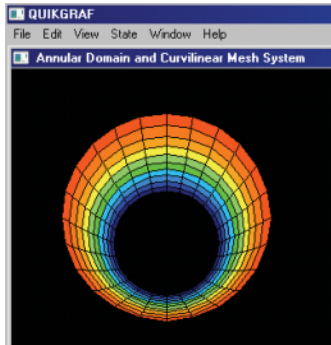 QUIKGRAF
File Edit View State Window Help
Annular Domain and Curvilinear Mesh System